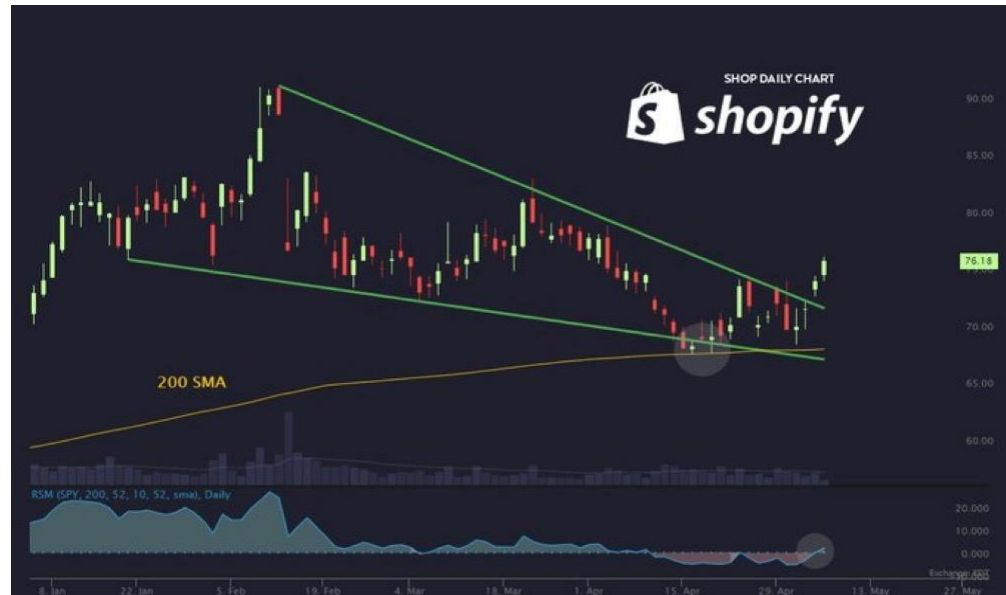 SHOP DAILY CHART
shopify
90.00
85.00
80.00
76.18
70.00
200 SMA
65.00
60.00
RSM (SPY, 200, 52, 10, 52, sma), Daily
20.000
10.000
0.000
8. Jan 22. Jan 5. Feb 19. Feb 4. Mar 18. Mar 1. Apr 15. Apr 29. Apr 13. May 27. May